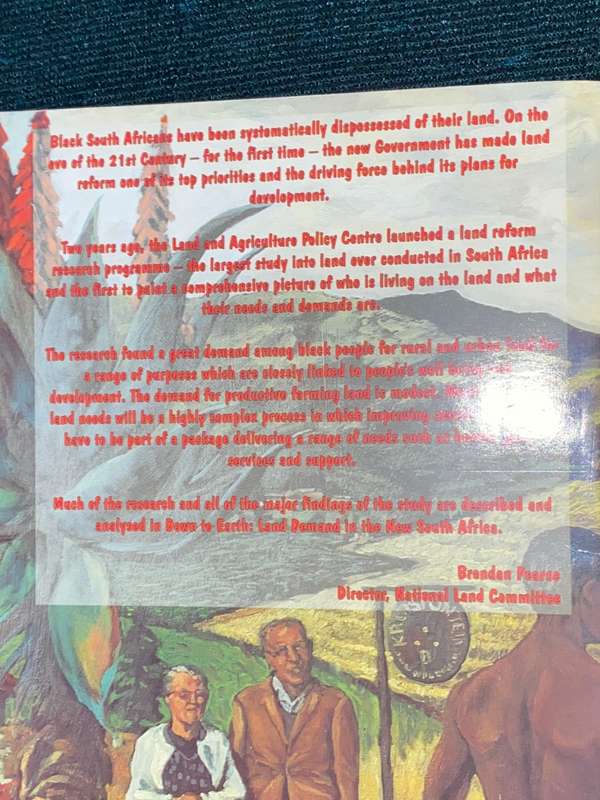 Black South Africans have been systematically dispossessed of their land. On the
eve of the 21st Century – for the first time – the new Government has made land
reform one of its top priorities and the driving force behind its plans for
development.
Two years ago, the Land and Agriculture Policy Centre launched a land reform
research programme – the largest study into land ever conducted in South Africa
and the first to paint a comprehensive picture of who is living on the land and what
their needs and demands are.
The research found a great demand among black people for rural and urban land for
a range of purposes which are closely linked to people's well being
development. The demand for productive farming land is modest.
land needs will be a highly complex process in which improving
have to be part of a package delivering a range of needs such as
services and support.
Much of the research and all of the major findings of the study are described and
analysed in Down to Earth: Land Demand in the New South Africa.
Brendan Pearce
Director, National Land Committee